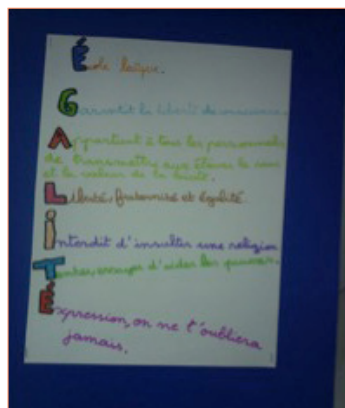 École laïque.
Garantit la liberté de conscience.
Appartient à tous les personnels
de transmettre aux élèves le sens
et la valeur de la laïcité.
Liberté, fraternité et égalité.
Interdit d'insulter une religion
Tenter, essayer d'aider les pauvres.
Expression, on ne t'oubliera
jamais.